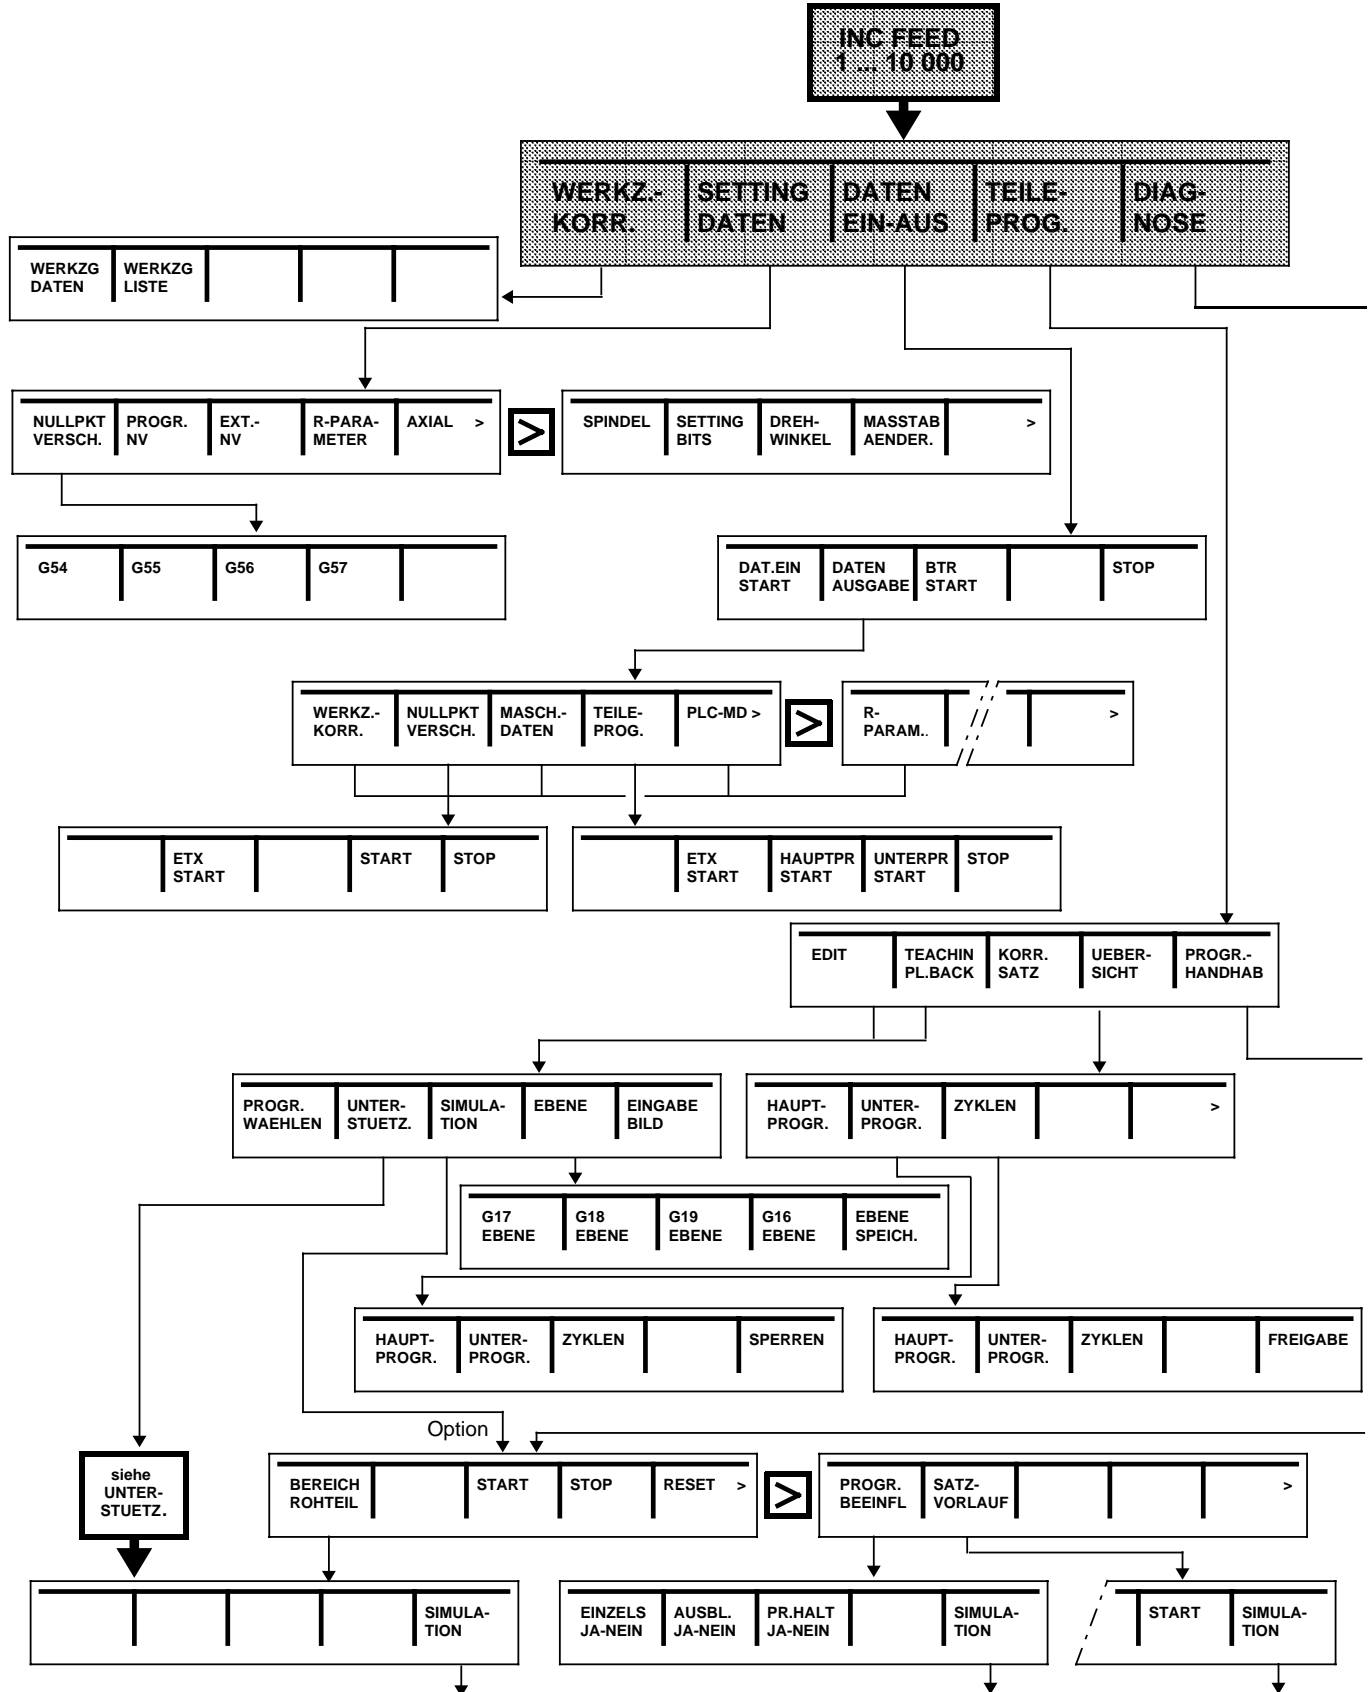 INC FEED
1 ... 10 000
WERKZ.- SETTING DATEN TEILE- DIAG-
KORR. DATEN EIN-AUS PROG. NOSE
WERKZG WERKZG
DATEN LISTE
NULLPKT PROGR. EXT.- R-PARA- AXIAL >
VERSCH. NV NV METER
>
SPINDEL SETTING DREH- MASSTAB >
BITS WINKEL AENDER.
G54 G55 G56 G57
DAT.EIN DATEN BTR STOP
START AUSGABE START
WERKZ.- NULLPKT MASCH.- TEILE- PLC-MD >
KORR. VERSCH. DATEN PROG.
>
R- >
PARAM..
ETX START STOP
START
ETX HAUPTPR UNTERPR STOP
START START START
EDIT TEACHIN KORR. UEBER- PROGR.-
PL.BACK SATZ SICHT HANDHAB
PROGR. UNTER- SIMULA- EBENE EINGABE
WAEHLEN STUETZ. TION BILD
HAUPT- UNTER- ZYKLEN >
PROGR. PROGR.
G17 G18 G19 G16 EBENE
EBENE EBENE EBENE EBENE SPEICH.
HAUPT- UNTER- ZYKLEN SPERREN
PROGR. PROGR.
HAUPT- UNTER- ZYKLEN FREIGABE
PROGR. PROGR.
Option
siehe
UNTER-
STUETZ.
BEREICH START STOP RESET >
ROHTEIL
>
PROGR. SATZ- >
BEEINFL VORLAUF
SIMULA-
TION
EINZELS AUSBL. PR.HALT SIMULA-
JA-NEIN JA-NEIN JA-NEIN TION
START SIMULA-
TION